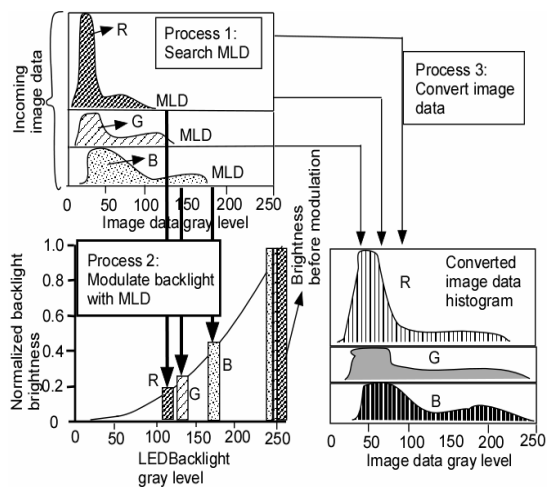 Incoming
image data
R
Process 1:
Search MLD
MLD
G
MLD
B
MLD
0 50 100 150 200 250
Image data gray level
Process 3:
Convert image
data
Normalized backlight
brightness
1.0
0.8
0.6
0.4
0.2
0
Process 2:
Modulate backlight
with MLD
R
G
B
0 50 100 150 200 250
LEDBacklight
gray level
Brightness
before modulation
Converted
image data
histogram
R
G
B
0 50 100 150 200 250
Image data gray level